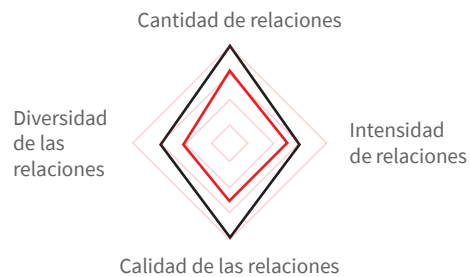 Cantidad de relaciones
Diversidad
de las
relaciones
Intensidad
de relaciones
Calidad de las relaciones